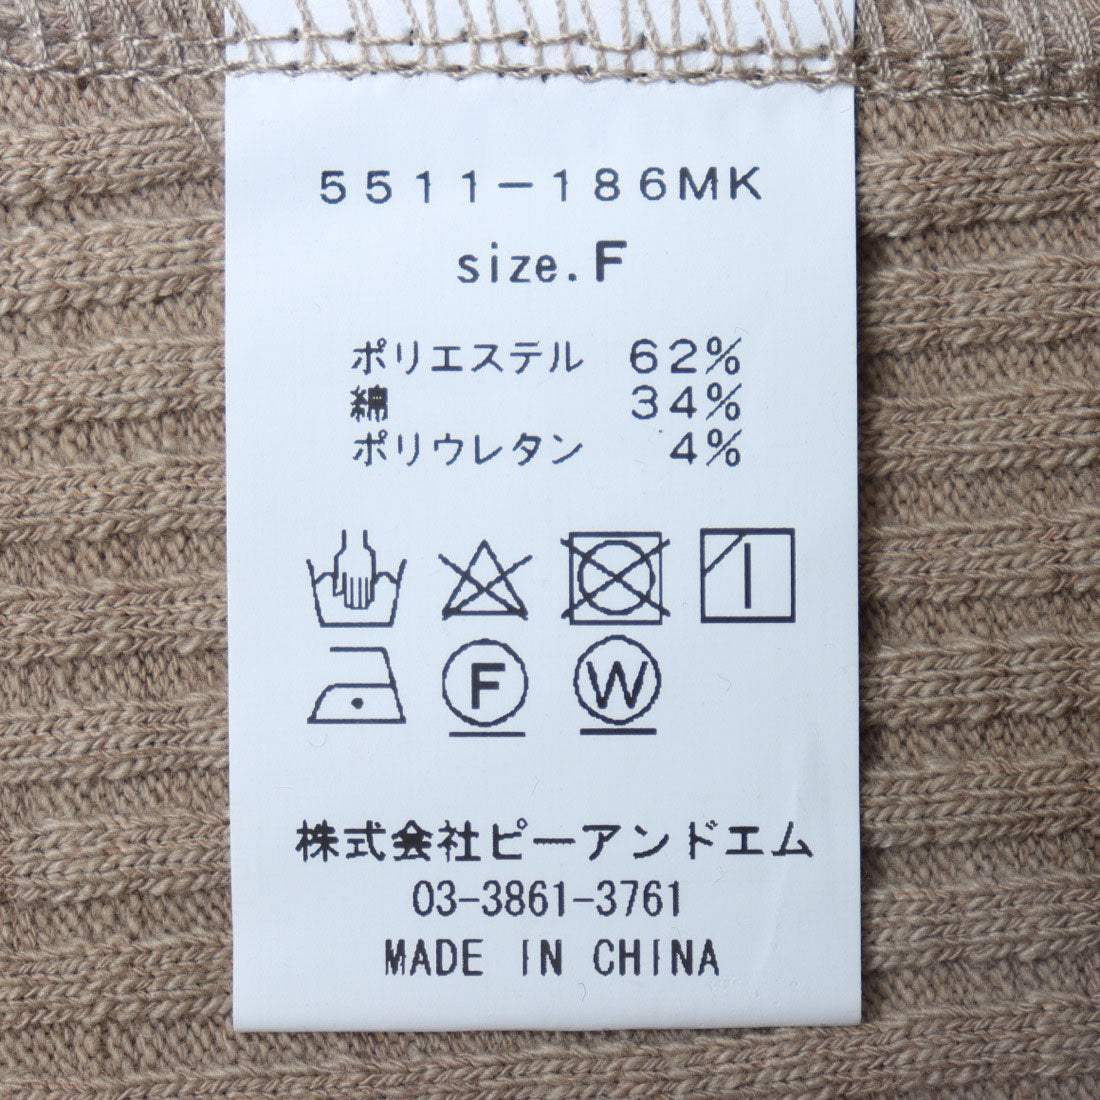 5511-186MK
size.F
ポリエステル 62%
綿 34%
ポリウレタン 4%
F W
株式会社ピーアンドエム
03-3861-3761
MADE IN CHINA